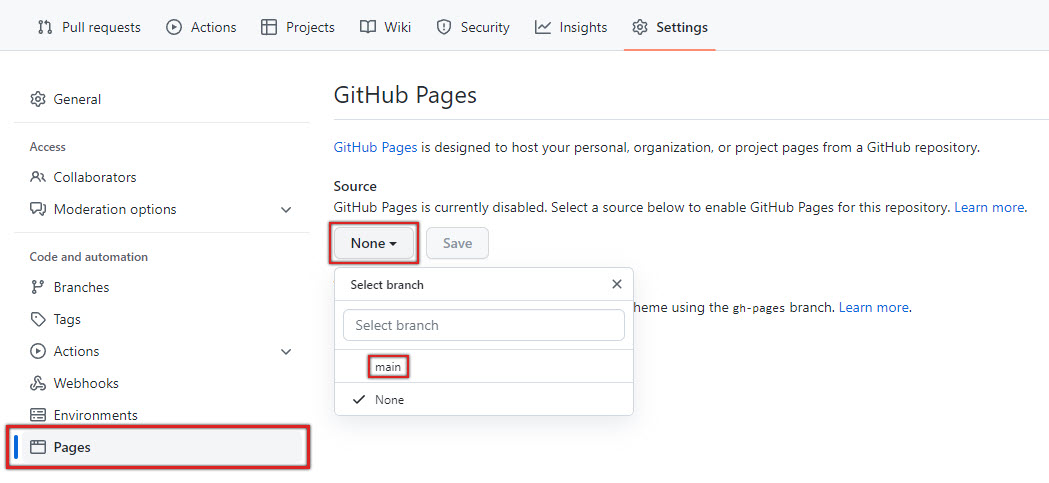 Pull requests Actions Projects Wiki Security Insights Settings
General
Access
Collaborators
Moderation options
Code and automation
Branches
Tags
Actions
Webhooks
Environments
Pages
GitHub Pages
GitHub Pages is designed to host your personal, organization, or project pages from a GitHub repository.
Source
GitHub Pages is currently disabled. Select a source below to enable GitHub Pages for this repository. Learn more.
None Save
Select branch
Select branch
main
None
heme using the gh-pages branch. Learn more.